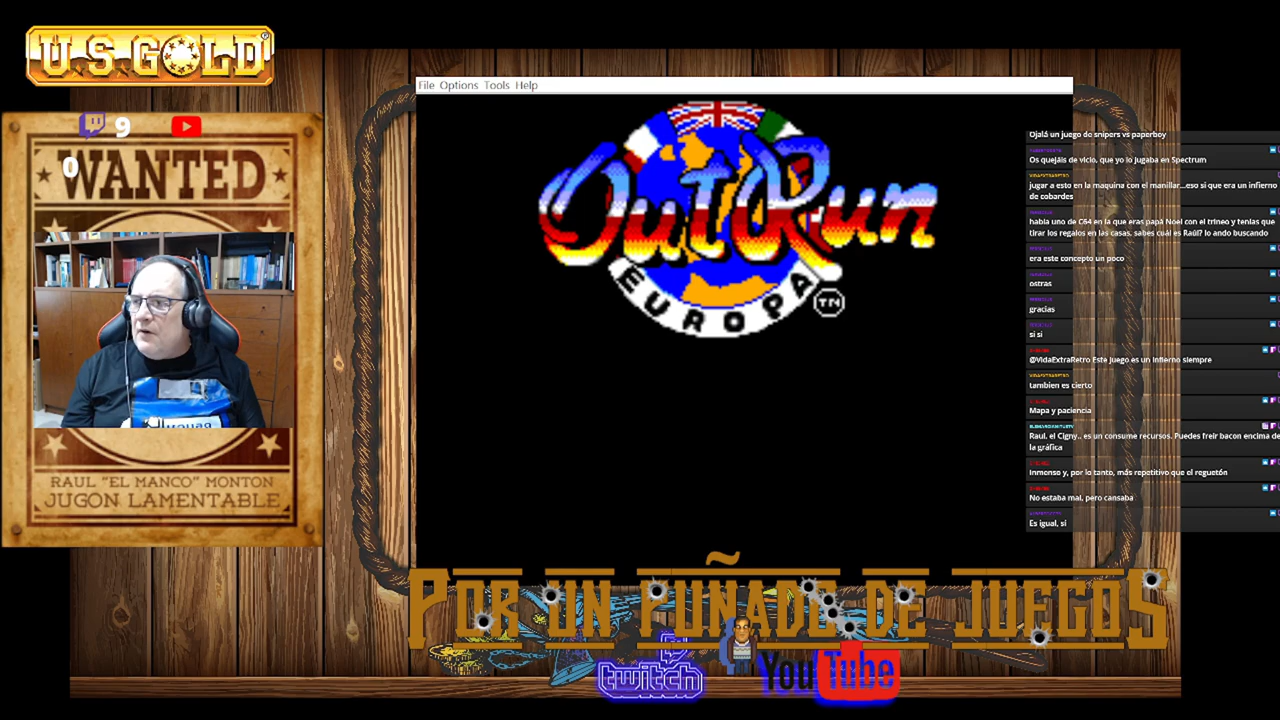 U.S. GOLD
9
0
WANTED
RAUL "EL MANCO" MONTON
JUGON LAMENTABLE
File Options Tools Help
OutRun
EUROPA
TM
Ojalá un juego de snipers vs paperboy
Os quejáis de vicio, que yo lo jugaba en Spectrum
VIDAEXTRARETRO
jugar a esto en la maquina con el manillar...eso si que era un infierno
de cobardes
habia uno de C64 en la que eras papá Noel con el trineo y tenias que
tirar los regalos en las casas, sabes cuál es Raúl? lo ando buscando
era este concepto un poco
ostras
gracias
si si
@VidaExtraRetro Este juego es un infierno siempre
VIDAEXTRARETRO
tambien es cierto
Mapa y paciencia
Raul, el Cigny.. es un consume recursos. Puedes freir bacon encima de
la gráfica
Inmenso y, por lo tanto, más repetitivo que el reguetón
No estaba mal, pero cansaba
Es igual, sí
POR UN PUÑADO DE JUEGOS
twitch
YouTube